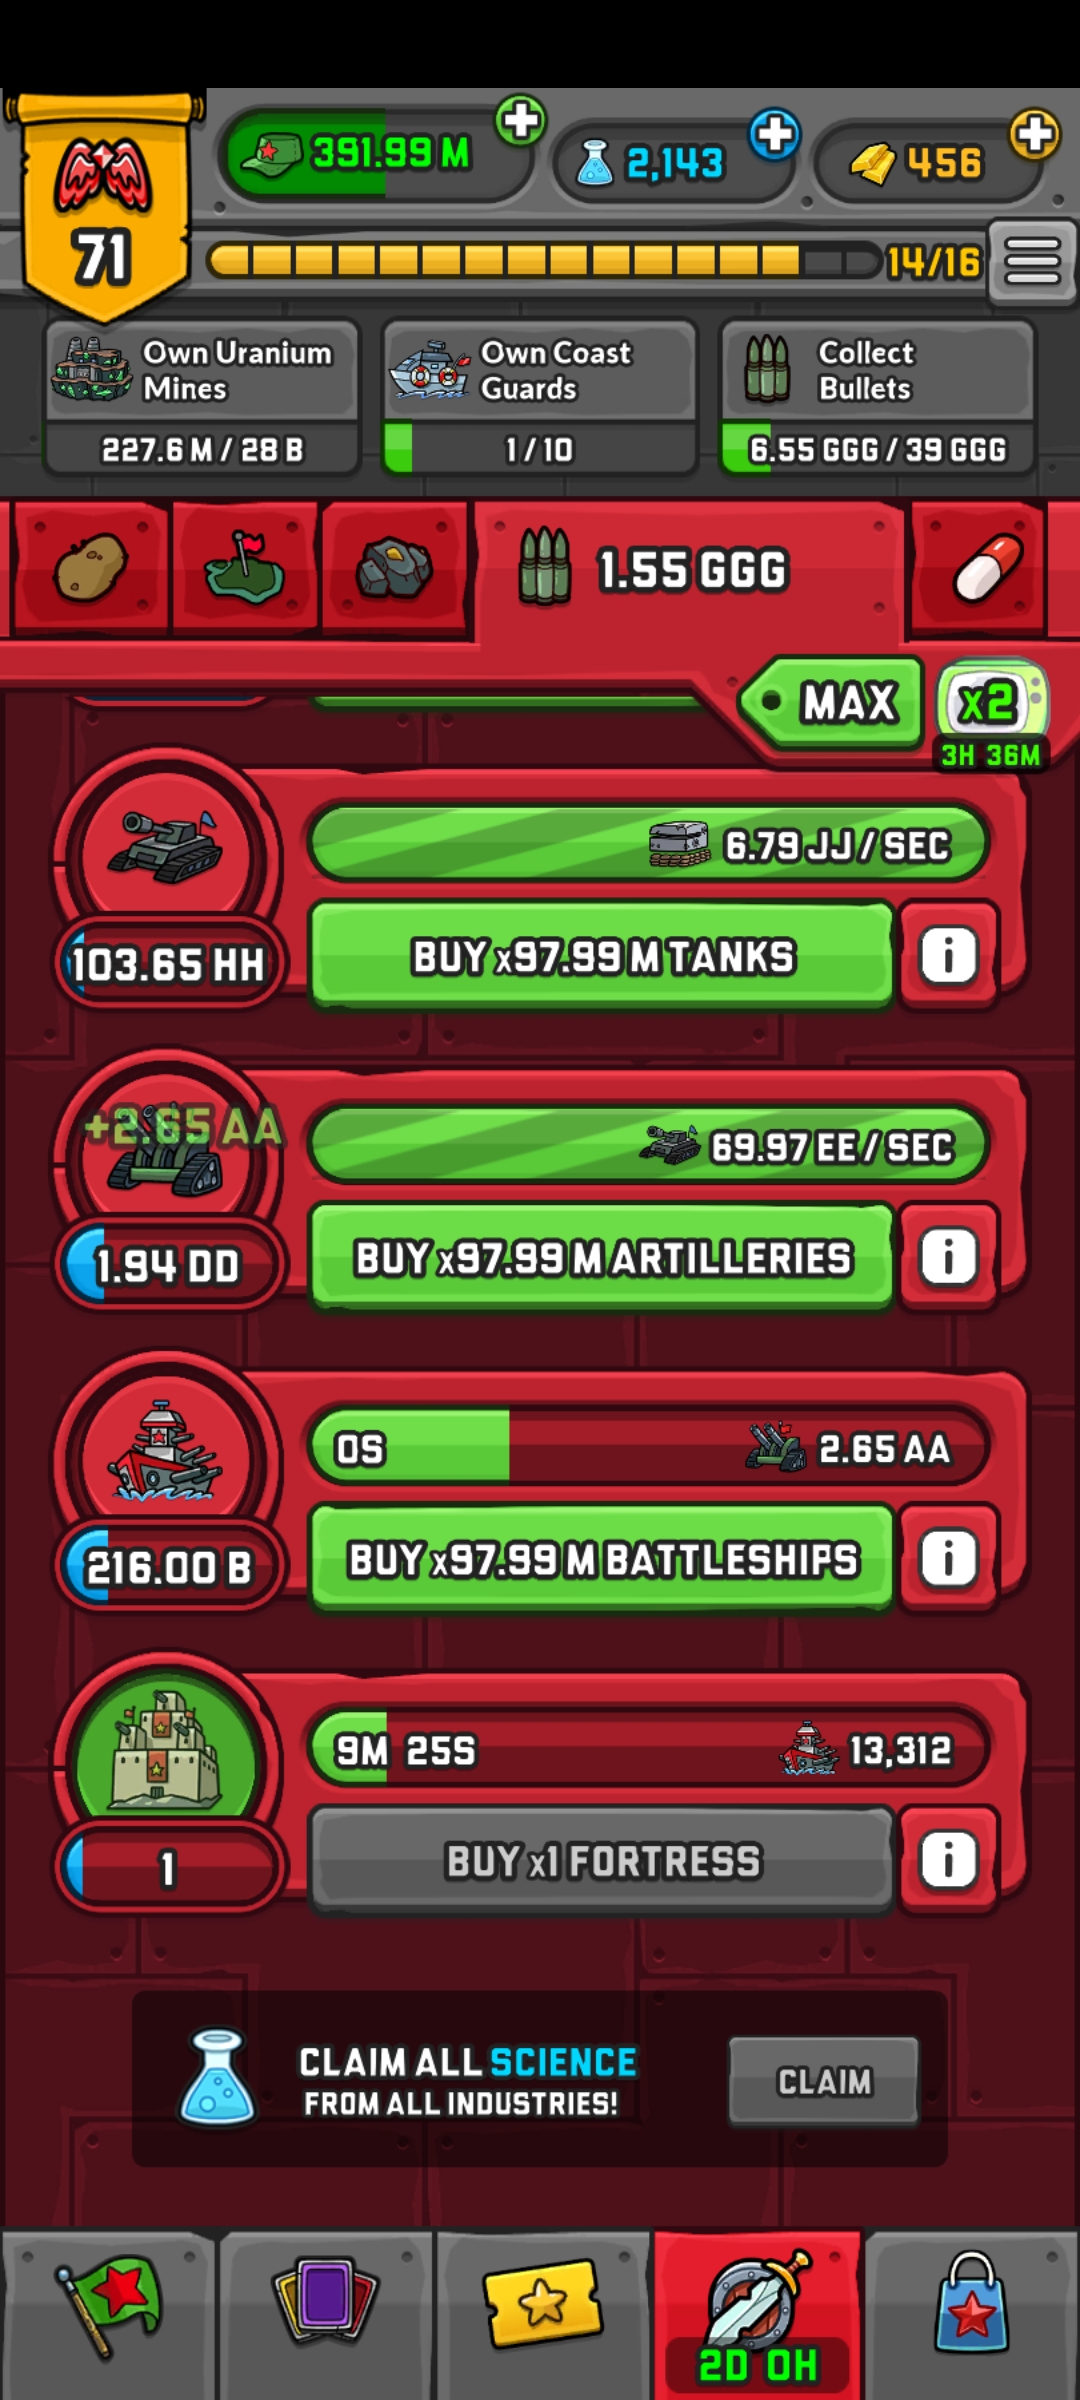 391.99 M
2,143
456
71
14/16
Own Uranium Mines
227.6 M / 28 B
Own Coast Guards
1 / 10
Collect Bullets
6.55 GGG / 39 GGG
1.55 GGG
MAX
x2
3H 36M
6.79 JJ / SEC
103.65 HH
BUY x97.99 M TANKS
i
+2.65 AA
69.97 EE / SEC
1.94 DD
BUY x97.99 M ARTILLERIES
i
0S
2.65 AA
216.00 B
BUY x97.99 M BATTLESHIPS
i
9M 25S
13,312
1
BUY x1 FORTRESS
i
CLAIM ALL SCIENCE
FROM ALL INDUSTRIES!
CLAIM
2D 0H